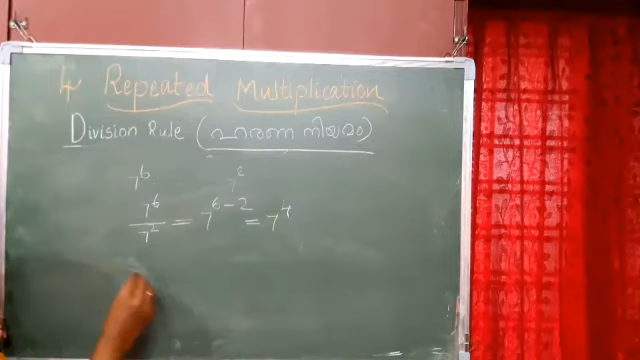 4 Repeated Multiplication
Division Rule (ഹരണ നിയമം)
7⁶ 7²
7⁶/7² = 7⁶⁻² = 7⁴